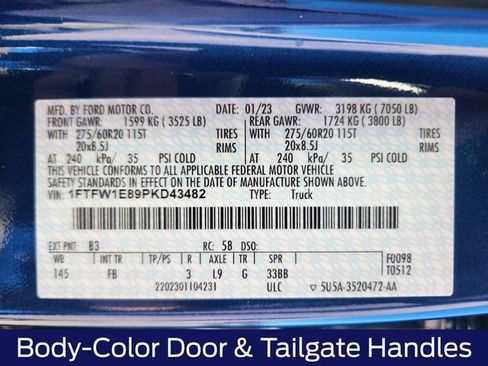 MFD. BY FORD MOTOR CO. DATE: 01/23 GVWR: 3198 KG ( 7050 LB)
FRONT GAWR: 1599 KG ( 3525 LB) REAR GAWR: 1724 KG ( 3800 LB)
WITH 275/60R20 115T TIRES WITH 275/60R20 115T TIRES
20x8.5J RIMS 20x8.5J
AT 240 kPa/ 35 PSI COLD AT 240 kPa/ 35 PSI COLD
THIS VEHICLE CONFORMS TO ALL APPLICABLE FEDERAL MOTOR VEHICLE
SAFETY STANDARDS IN EFFECT ON THE DATE OF MANUFACTURE SHOWN ABOVE.
VIN: 1FTFW1E89PKD43482 TYPE: Truck
EXT PNT: B3 RC: 58 DSO: F0098
WB INT TR TP/PS R AXLE TR SPR T0512
145 FB 3 L9 G 33BB
2202301104231 ULC 5U5A-3520472-AA
Body-Color Door & Tailgate Handles